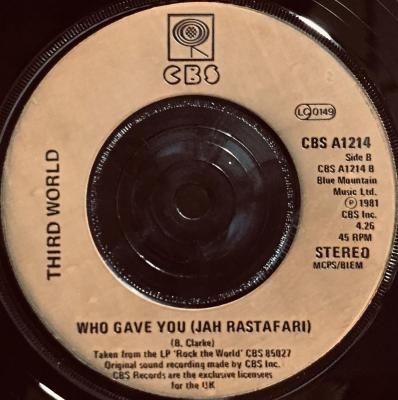 CBS
LC 0149
THIRD WORLD
CBS A1214
Side B
CBS A1214 B
Blue Mountain
Music Ltd.
Ⓟ 1981
CBS Inc.
4.26
45 RPM
STEREO
MCPS/BIEM
WHO GAVE YOU (JAH RASTAFARI)
(B. Clarke)
Taken from the LP 'Rock the World' CBS 85027
Original sound recording made by CBS Inc.
CBS Records are the exclusive licensees
for the UK